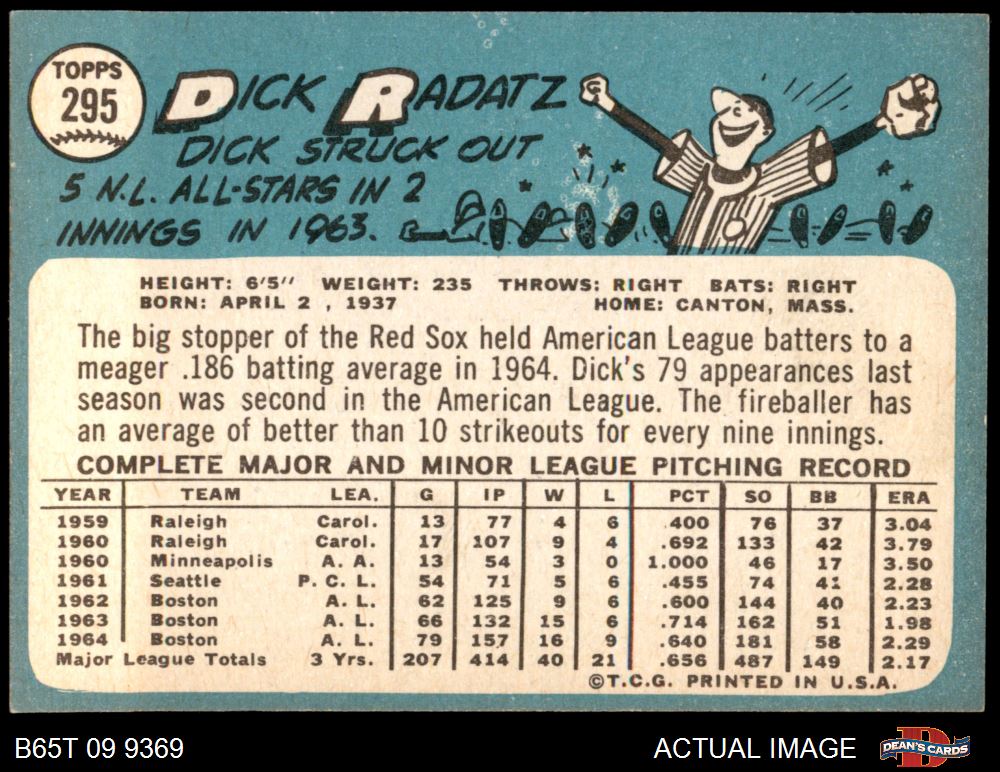 TOPPS
295
DICK RADATZ
DICK STRUCK OUT
5 N.L. ALL-STARS IN 2
INNINGS IN 1963.
HEIGHT: 6'5" WEIGHT: 235 THROWS: RIGHT BATS: RIGHT
BORN: APRIL 2 , 1937 HOME: CANTON, MASS.
The big stopper of the Red Sox held American League batters to a
meager .186 batting average in 1964. Dick's 79 appearances last
season was second in the American League. The fireballer has
an average of better than 10 strikeouts for every nine innings.
COMPLETE MAJOR AND MINOR LEAGUE PITCHING RECORD
YEAR TEAM LEA. G IP W L PCT SO BB ERA
1959 Raleigh Carol. 13 77 4 6 .400 76 37 3.04
1960 Raleigh Carol. 17 107 9 4 .692 133 42 3.79
1960 Minneapolis A. A. 13 54 3 0 1.000 46 17 3.50
1961 Seattle P. C. L. 54 71 5 6 .455 74 41 2.28
1962 Boston A. L. 62 125 9 6 .600 144 40 2.23
1963 Boston A. L. 66 132 15 6 .714 162 51 1.98
1964 Boston A. L. 79 157 16 9 .640 181 58 2.29
Major League Totals 3 Yrs. 207 414 40 21 .656 487 149 2.17
©T.C.G. PRINTED IN U.S.A.
B65T 09 9369 ACTUAL IMAGE DEAN'S CARDS